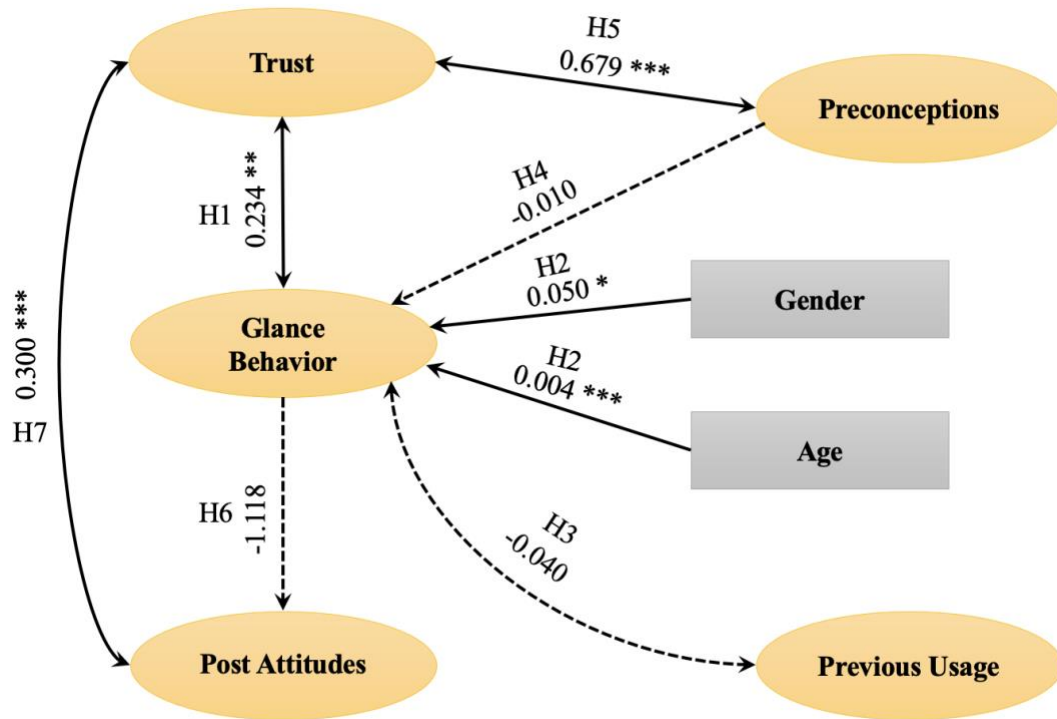 Trust
H5
0.679 ***
Preconceptions
H4
-0.010
H1
0.234 **
H2
0.050 *
Gender
Glance
Behavior
H2
0.004 ***
Age
H7
0.300 ***
H6
-1.118
H3
-0.040
Post Attitudes
Previous Usage